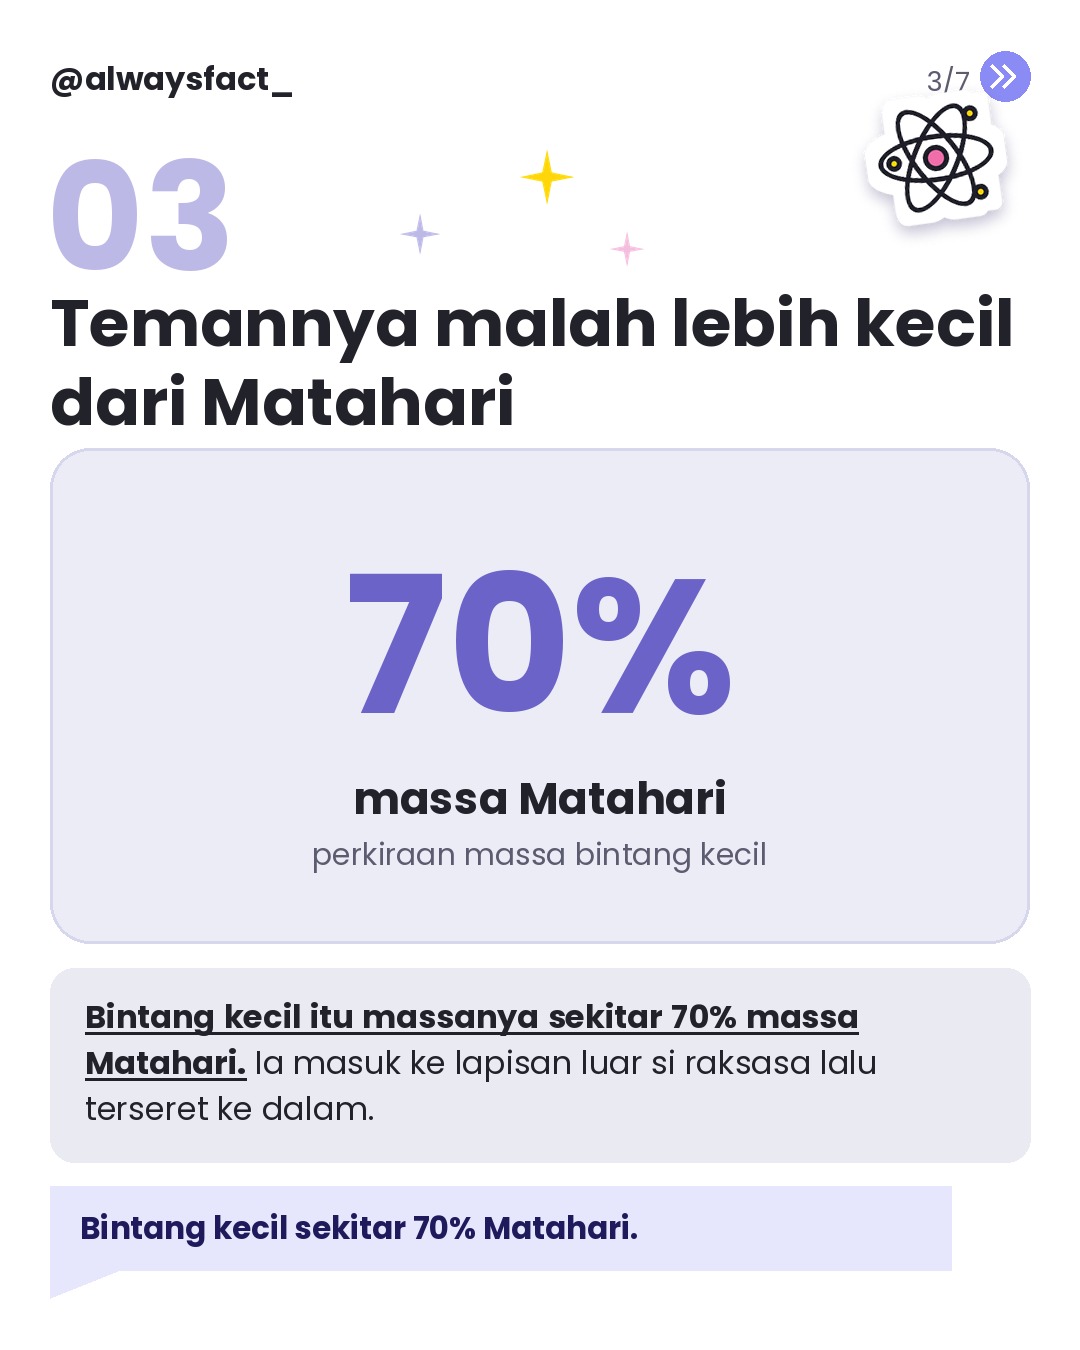 @alwaysfact_
3/7
03
Temannya malah lebih kecil
dari Matahari
70%
massa Matahari
perkiraan massa bintang kecil
Bintang kecil itu massanya sekitar 70% massa
Matahari. Ia masuk ke lapisan luar si raksasa lalu
terseret ke dalam.
Bintang kecil sekitar 70% Matahari.